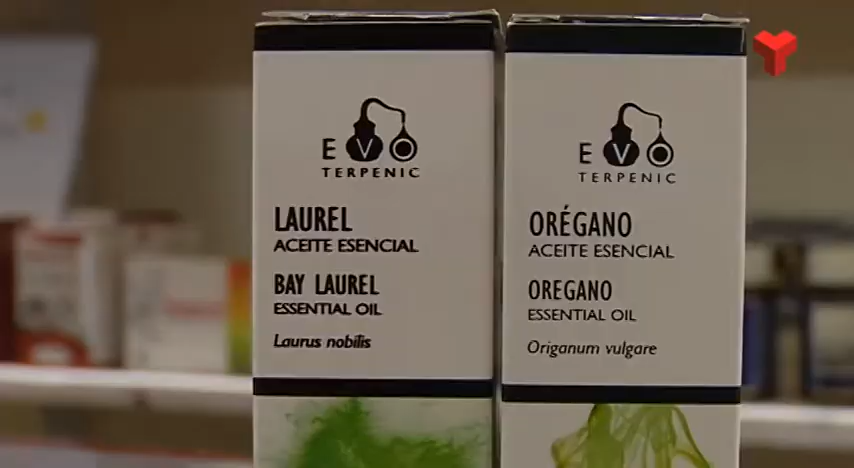 EVO
TERPENIC
LAUREL
ACEITE ESENCIAL
BAY LAUREL
ESSENTIAL OIL
Laurus nobilis
EVO
TERPENIC
ORÉGANO
ACEITE ESENCIAL
OREGANO
ESSENTIAL OIL
Origanum vulgare